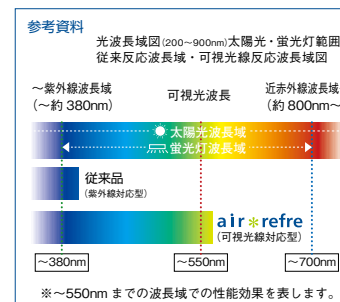 参考資料
光波長域図(200～900nm)太陽光・蛍光灯範囲
従来反応波長域・可視光線反応波長域図
～紫外線波長域
(～約380nm)
可視光波長
近赤外線波長域
(約800nm～)
太陽光波長域
蛍光灯波長域
従来品
(紫外線対応型)
air＊refre
(可視光線対応型)
～380nm
～550nm
～700nm
※～550nmまでの波長域での性能効果を表します。